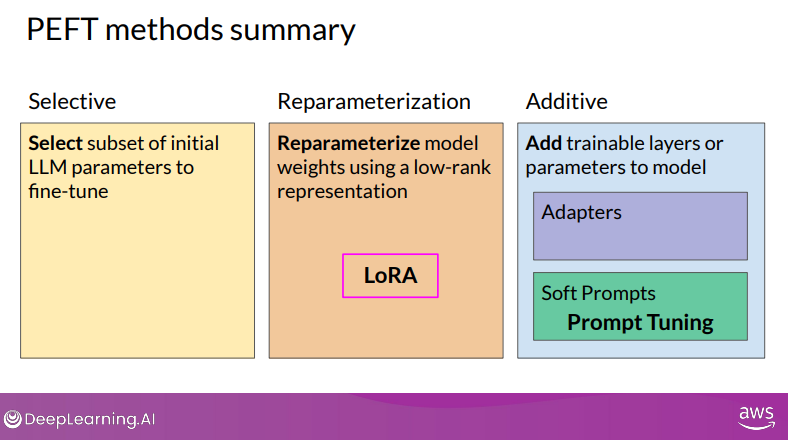 PEFT methods summary
Selective
Select subset of initial
LLM parameters to
fine-tune
Reparameterization
Reparameterize model
weights using a low-rank
representation
LoRA
Additive
Add trainable layers or
parameters to model
Adapters
Soft Prompts
Prompt Tuning
DeepLearning.AI
aws